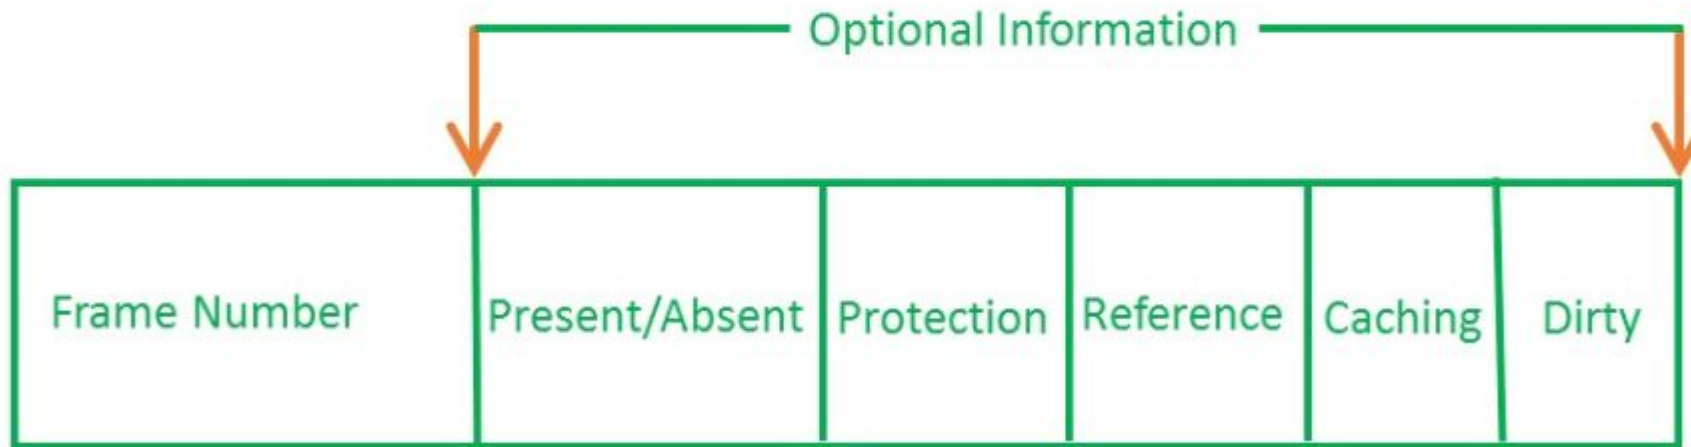 Optional Information
Frame Number Present/Absent Protection Reference Caching Dirty